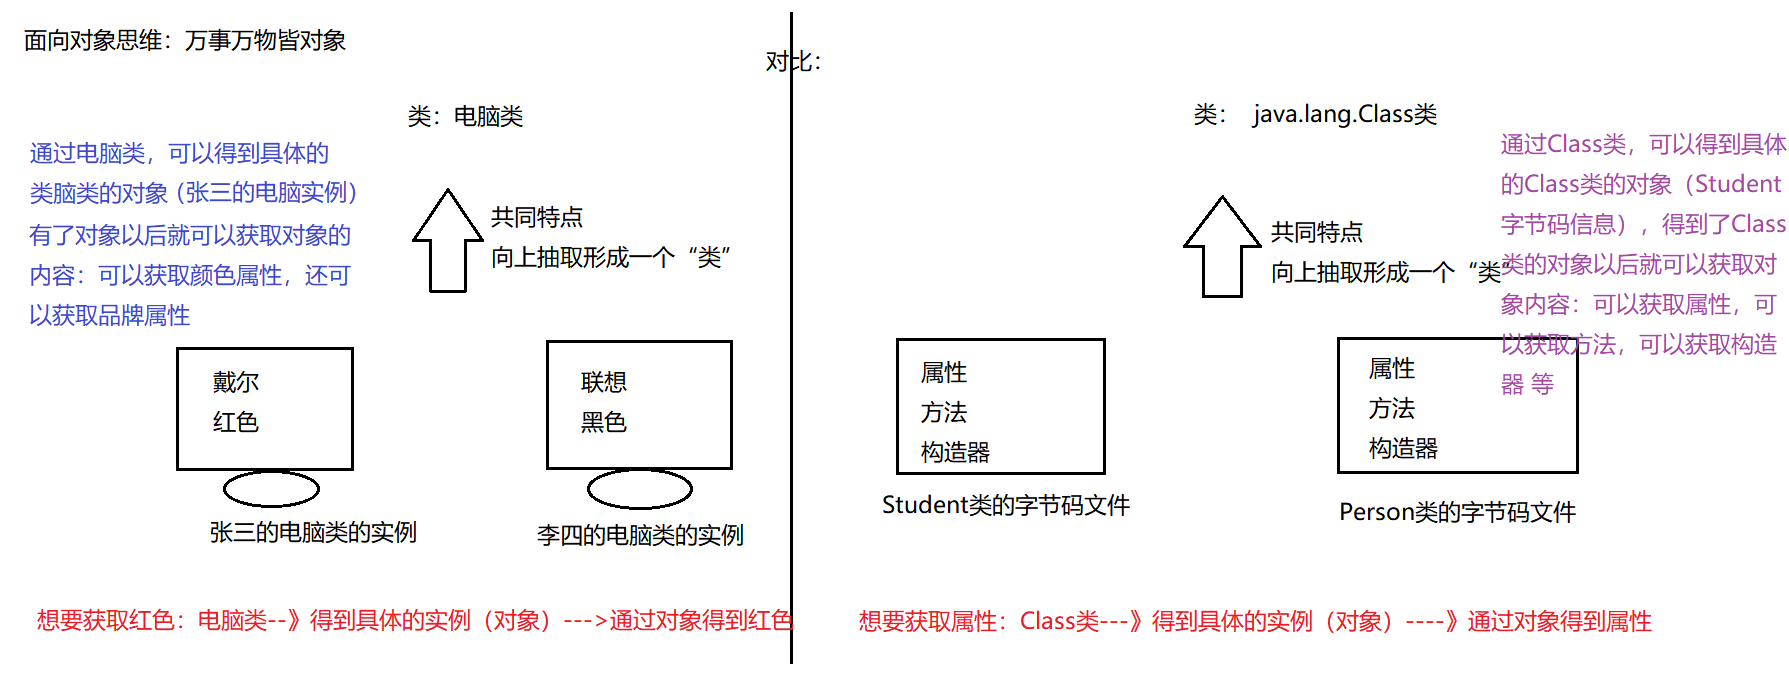 面向对象思维：万事万物皆对象
对比：
类：电脑类
通过电脑类，可以得到具体的
类脑类的对象（张三的电脑实例）
有了对象以后就可以获取对象的
内容：可以获取颜色属性，还可
以获取品牌属性
共同特点
向上抽取形成一个“类”
戴尔
红色
张三的电脑类的实例
联想
黑色
李四的电脑类的实例
想要获取红色：电脑类--》得到具体的实例（对象）--->通过对象得到红色
类： java.lang.Class类
通过Class类，可以得到具体
的Class类的对象（Student
字节码信息），得到了Class
类的对象以后就可以获取对
象内容：可以获取属性，可
以获取方法，可以获取构造
器 等
共同特点
向上抽取形成一个“类”
属性
方法
构造器
Student类的字节码文件
属性
方法
构造器
Person类的字节码文件
想要获取属性：Class类---》得到具体的实例（对象）----》通过对象得到属性